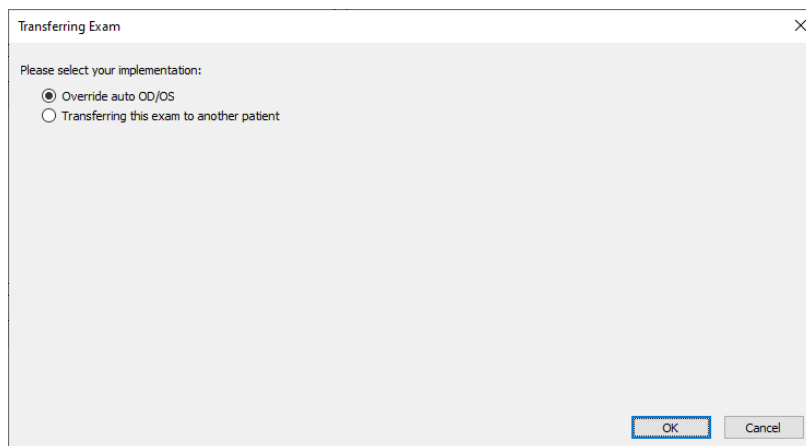 Transferring Exam
Please select your implementation:
Override auto OD/OS
Transferring this exam to another patient
OK
Cancel